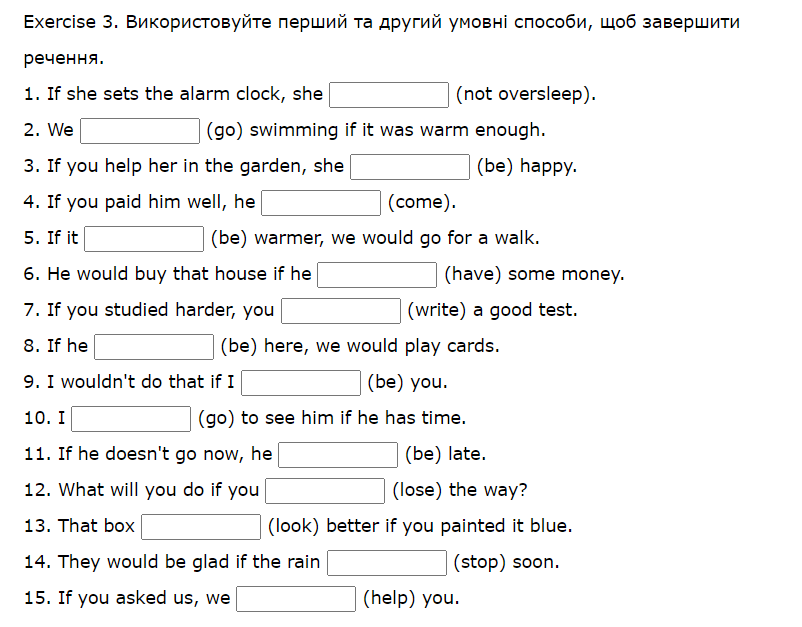 Exercise 3. Використовуйте перший та другий умовні способи, щоб завершити
речення.
1. If she sets the alarm clock, she (not oversleep).
2. We (go) swimming if it was warm enough.
3. If you help her in the garden, she (be) happy.
4. If you paid him well, he (come).
5. If it (be) warmer, we would go for a walk.
6. He would buy that house if he (have) some money.
7. If you studied harder, you (write) a good test.
8. If he (be) here, we would play cards.
9. I wouldn't do that if I (be) you.
10. I (go) to see him if he has time.
11. If he doesn't go now, he (be) late.
12. What will you do if you (lose) the way?
13. That box (look) better if you painted it blue.
14. They would be glad if the rain (stop) soon.
15. If you asked us, we (help) you.